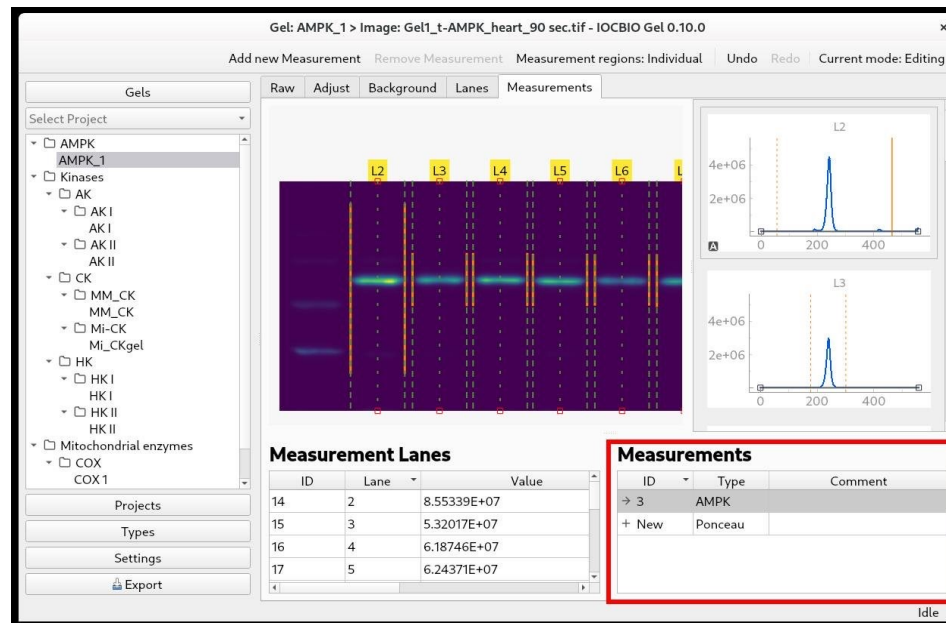 Gel: AMPK_1 > Image: Gel1_t-AMPK_heart_90 sec.tif - IOCBIO Gel 0.10.0
Add new Measurement Remove Measurement Measurement regions: Individual Undo Redo Current mode: Editing
Gels
Select Project
AMPK
AMPK_1
Kinases
AK
AK I
AK I
AK II
AK II
CK
MM_CK
MM_CK
Mi-CK
Mi_CKgel
HK
HK I
HK I
HK II
HK II
Mitochondrial enzymes
COX
COX 1
Projects
Types
Settings
Export
Raw Adjust Background Lanes Measurements
L2 L3 L4 L5 L6 L
L2
4e+06
2e+06
0 200 400
A
L3
4e+06
2e+06
0 200 400
Measurement Lanes
ID Lane Value
14 2 8.55339E+07
15 3 5.32017E+07
16 4 6.18746E+07
17 5 6.24371E+07
Measurements
ID Type Comment
→ 3 AMPK
+ New Ponceau
Idle